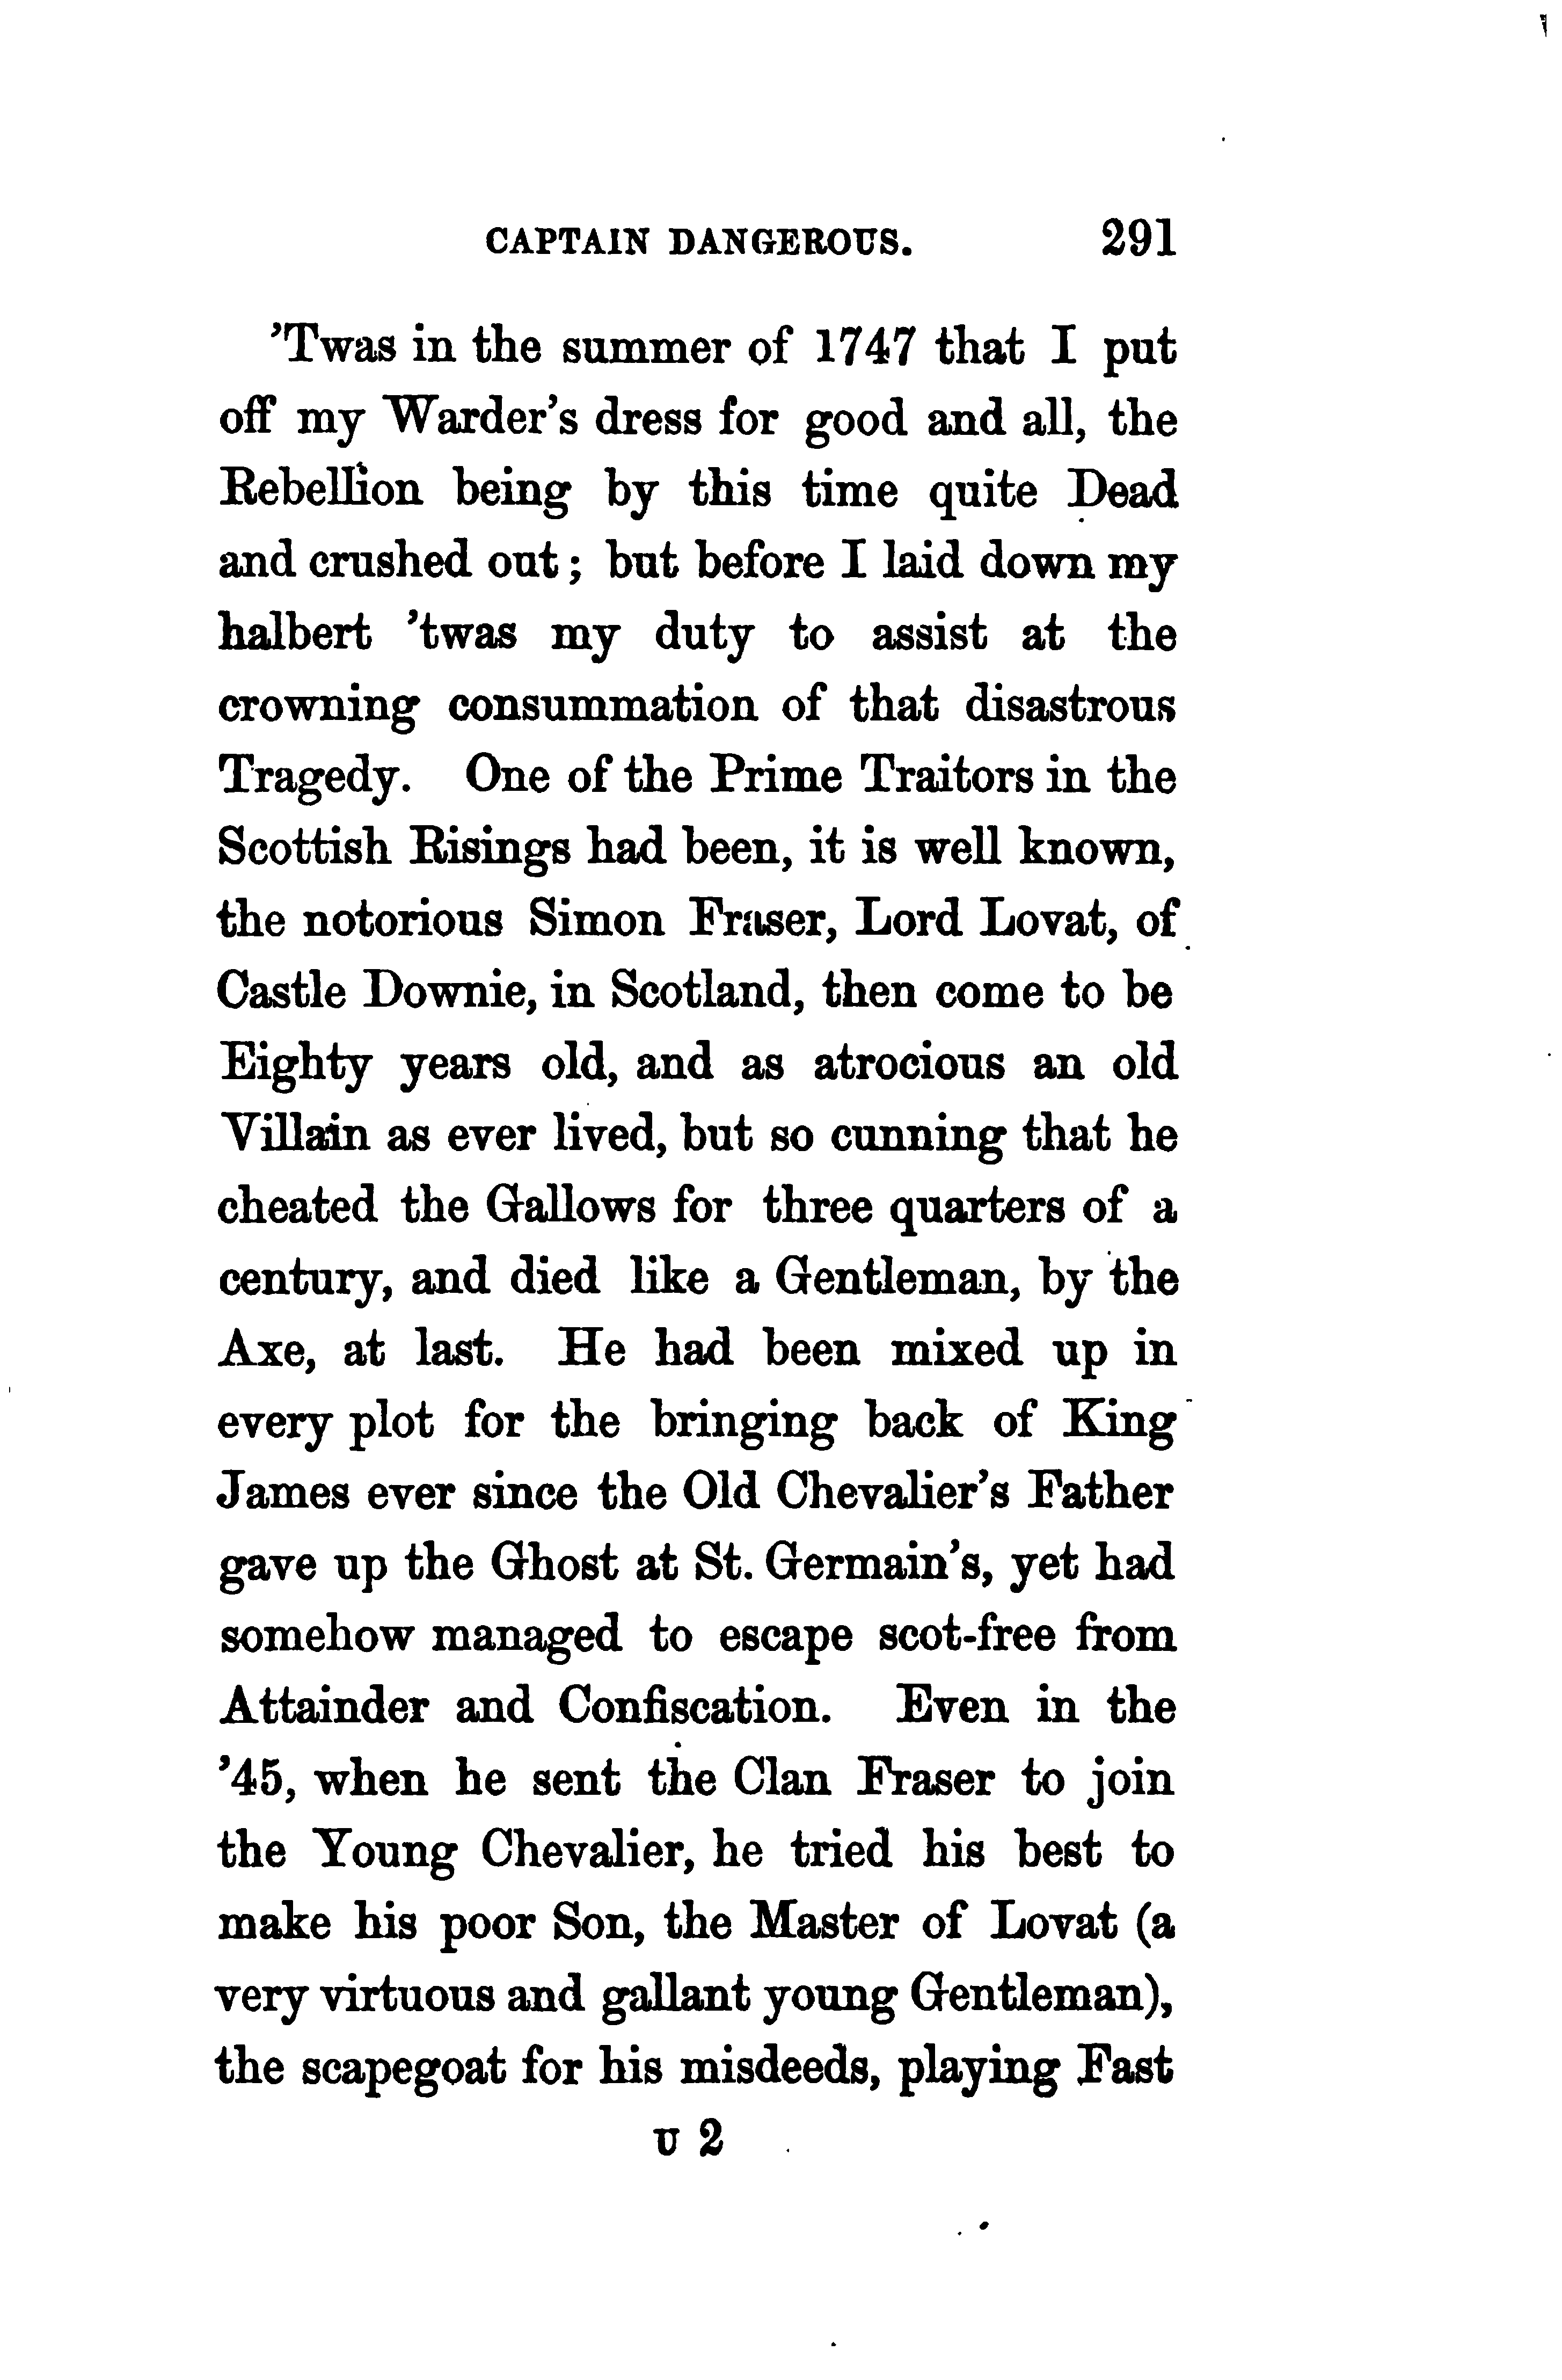 CAPTAIN DANGEROUS. 291
’Twas in the summer of 1747 that I put
off my Warder’s dress for good and all, the
Rebellion being by this time quite Dead
and crushed out; but before I laid down my
halbert ’twas my duty to assist at the
crowning consummation of that disastrous
Tragedy. One of the Prime Traitors in the
Scottish Risings had been, it is well known,
the notorious Simon Fraser, Lord Lovat, of
Castle Downie, in Scotland, then come to be
Eighty years old, and as atrocious an old
Villain as ever lived, but so cunning that he
cheated the Gallows for three quarters of a
century, and died like a Gentleman, by the
Axe, at last. He had been mixed up in
every plot for the bringing back of King
James ever since the Old Chevalier’s Father
gave up the Ghost at St. Germain’s, yet had
somehow managed to escape scot-free from
Attainder and Confiscation. Even in the
’45, when he sent the Clan Fraser to join
the Young Chevalier, he tried his best to
make his poor Son, the Master of Lovat (a
very virtuous and gallant young Gentleman),
the scapegoat for his misdeeds, playing Fast
U 2